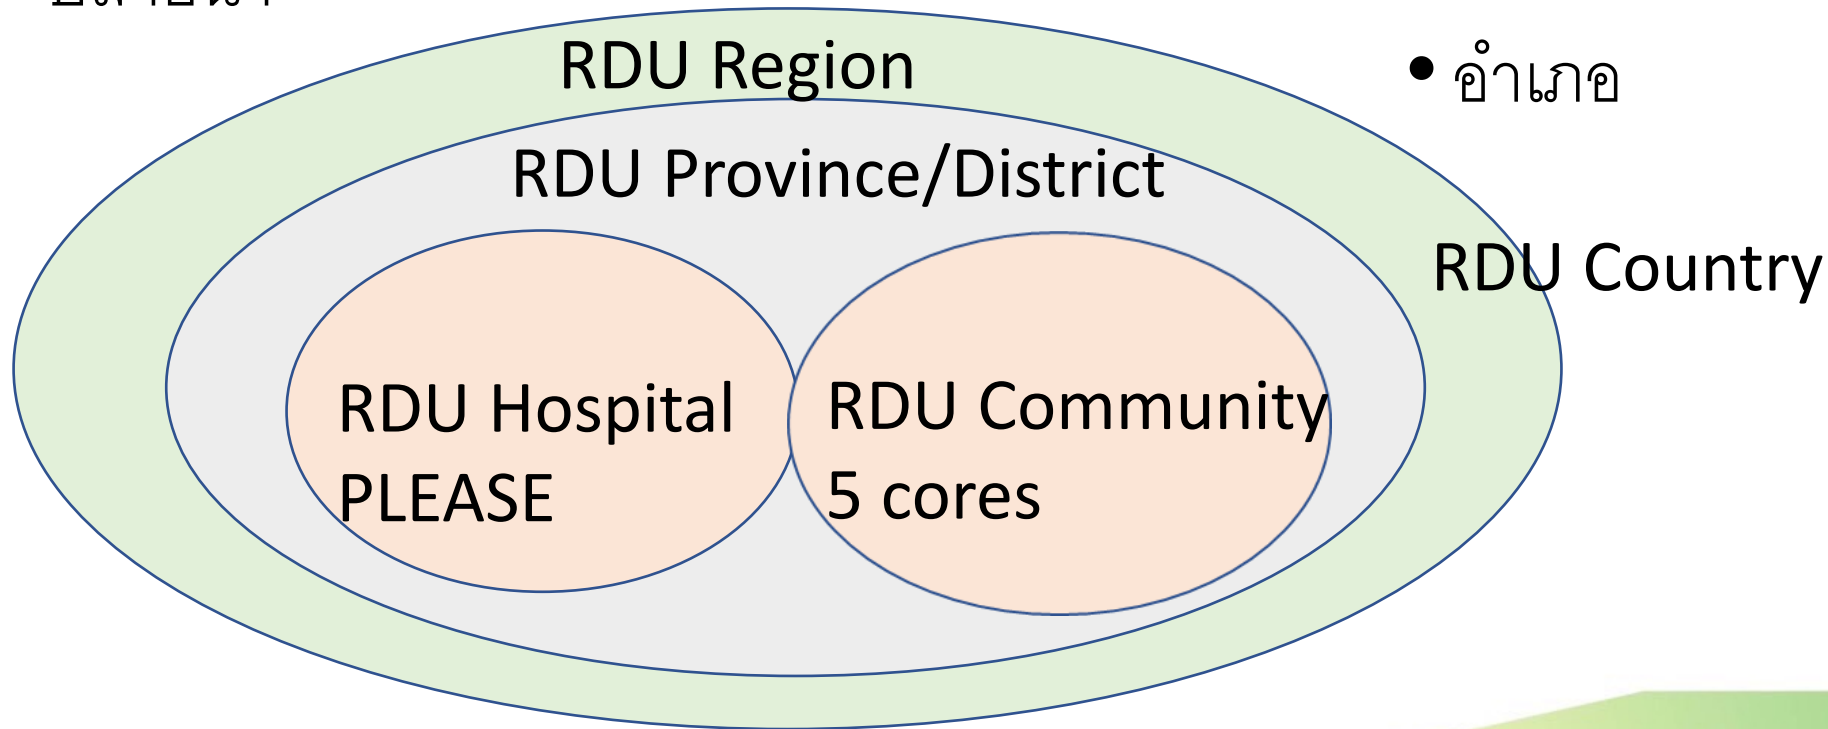 RDU Region
• อำเภอ
RDU Province/District
RDU Country
RDU Hospital
PLEASE
RDU Community
5 cores